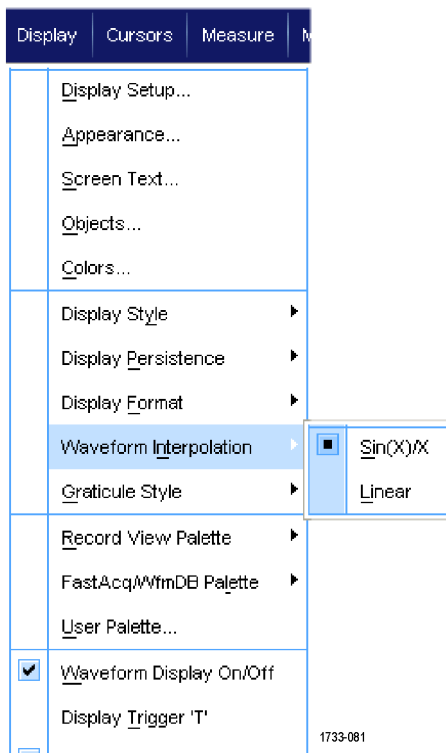 Display Cursors Measure
Display Setup...
Appearance...
Screen Text...
Objects...
Colors...
Display Style
Display Persistence
Display Format
Waveform Interpolation
Sin(X)/X
Graticule Style
Linear
Record View Palette
FastAcq/WfmDB Palette
User Palette...
Waveform Display On/Off
Display Trigger 'T'
1733-081